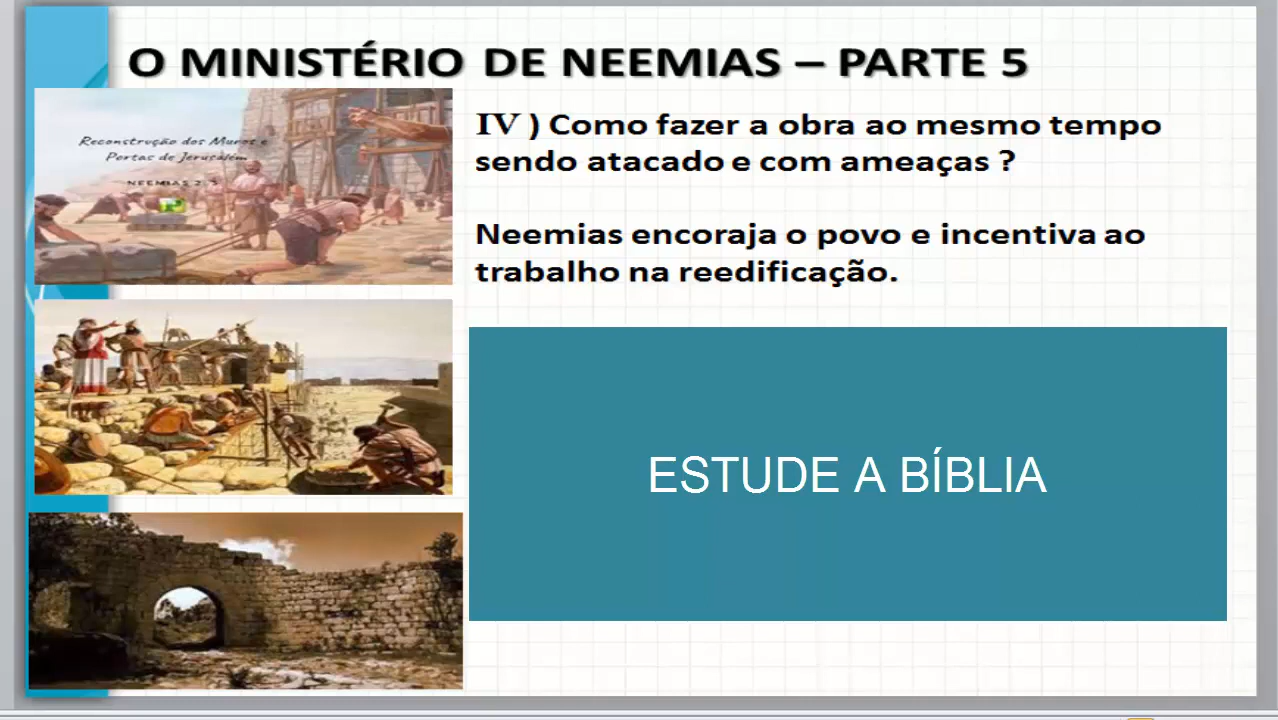 O MINISTÉRIO DE NEEMIAS – PARTE 5
Reconstrução dos Muros e
Portas de Jerusalém
NEEMIAS 2: 5
IV ) Como fazer a obra ao mesmo tempo
sendo atacado e com ameaças ?
Neemias encoraja o povo e incentiva ao
trabalho na reedificação.
ESTUDE A BÍBLIA